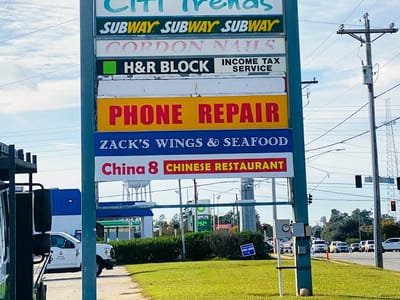 Citi Trends
SUBWAY SUBWAY SUBWAY
GORDON NAILS
H&R BLOCK INCOME TAX
SERVICE
PHONE REPAIR
ZACK'S WINGS & SEAFOOD
China 8 CHINESE RESTAURANT